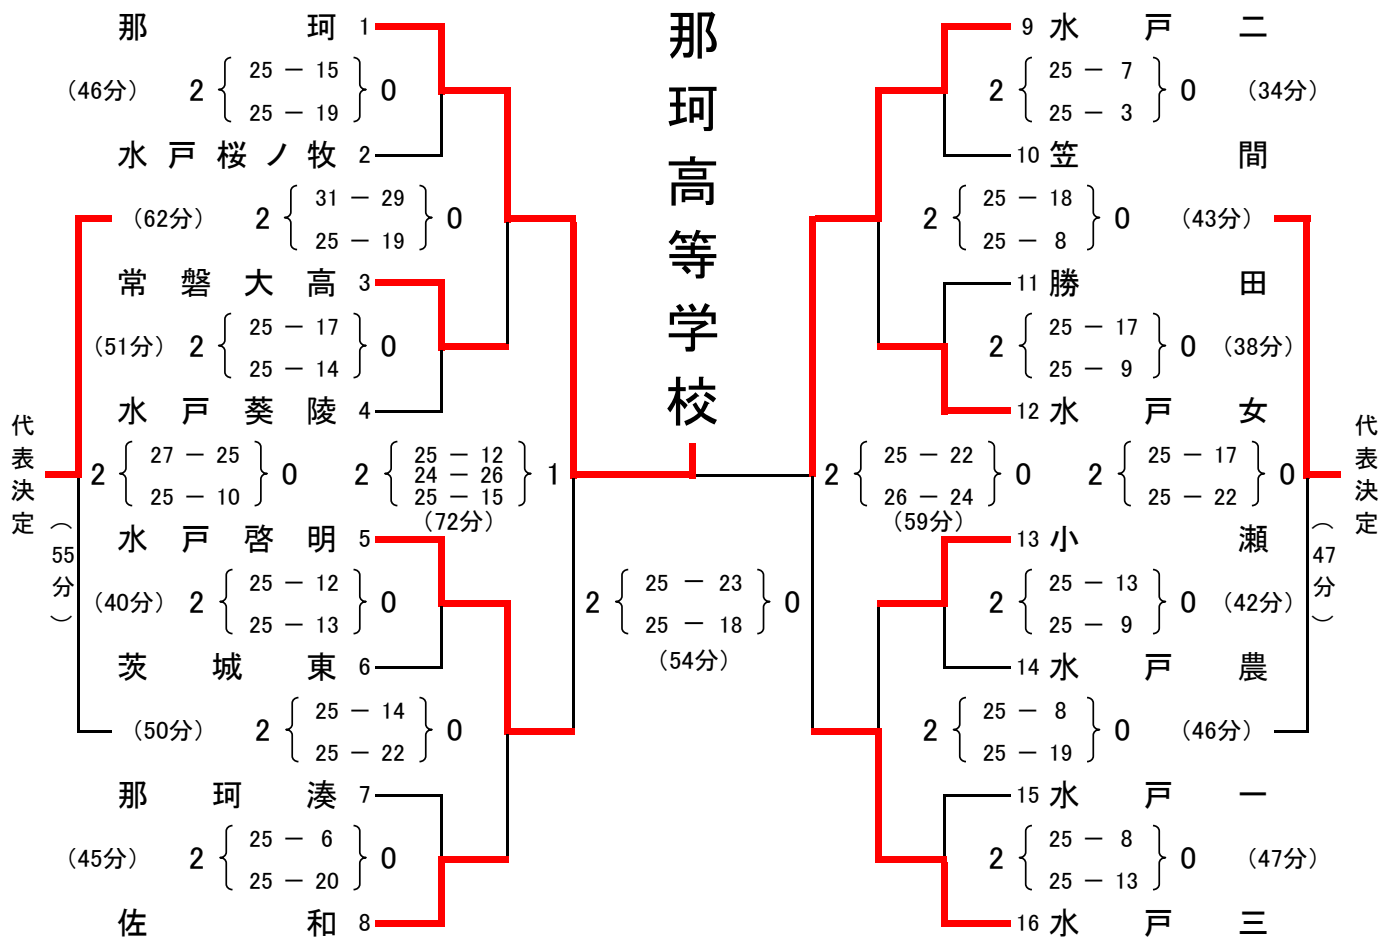 那珂高等学校
那珂 1
(46分) 2 25 － 15 0
25 － 19
水戸桜ノ牧 2
(62分) 2 31 － 29 0
25 － 19
常磐大高 3
(51分) 2 25 － 17 0
25 － 14
水戸葵陵 4
代表決定
2 27 － 25 0
25 － 10
(55分)
2 25 － 12 1
24 － 26
25 － 15
(72分)
水戸啓明 5
(40分) 2 25 － 12 0
25 － 13
茨城東 6
(50分) 2 25 － 14 0
25 － 22
那珂湊 7
(45分) 2 25 － 6 0
25 － 20
佐和 8
2 25 － 23 0
25 － 18
(54分)
9 水戸二
2 25 － 7 0 (34分)
25 － 3
10 笠間
2 25 － 18 0 (43分)
25 － 8
11 勝田
2 25 － 17 0 (38分)
25 － 9
12 水戸女
2 25 － 22 0
26 － 24
(59分)
2 25 － 17 0
25 － 22
(47分)
代表決定
13 小瀬
2 25 － 13 0 (42分)
25 － 9
14 水戸農
2 25 － 8 0 (46分)
25 － 19
15 水戸一
2 25 － 8 0 (47分)
25 － 13
16 水戸三